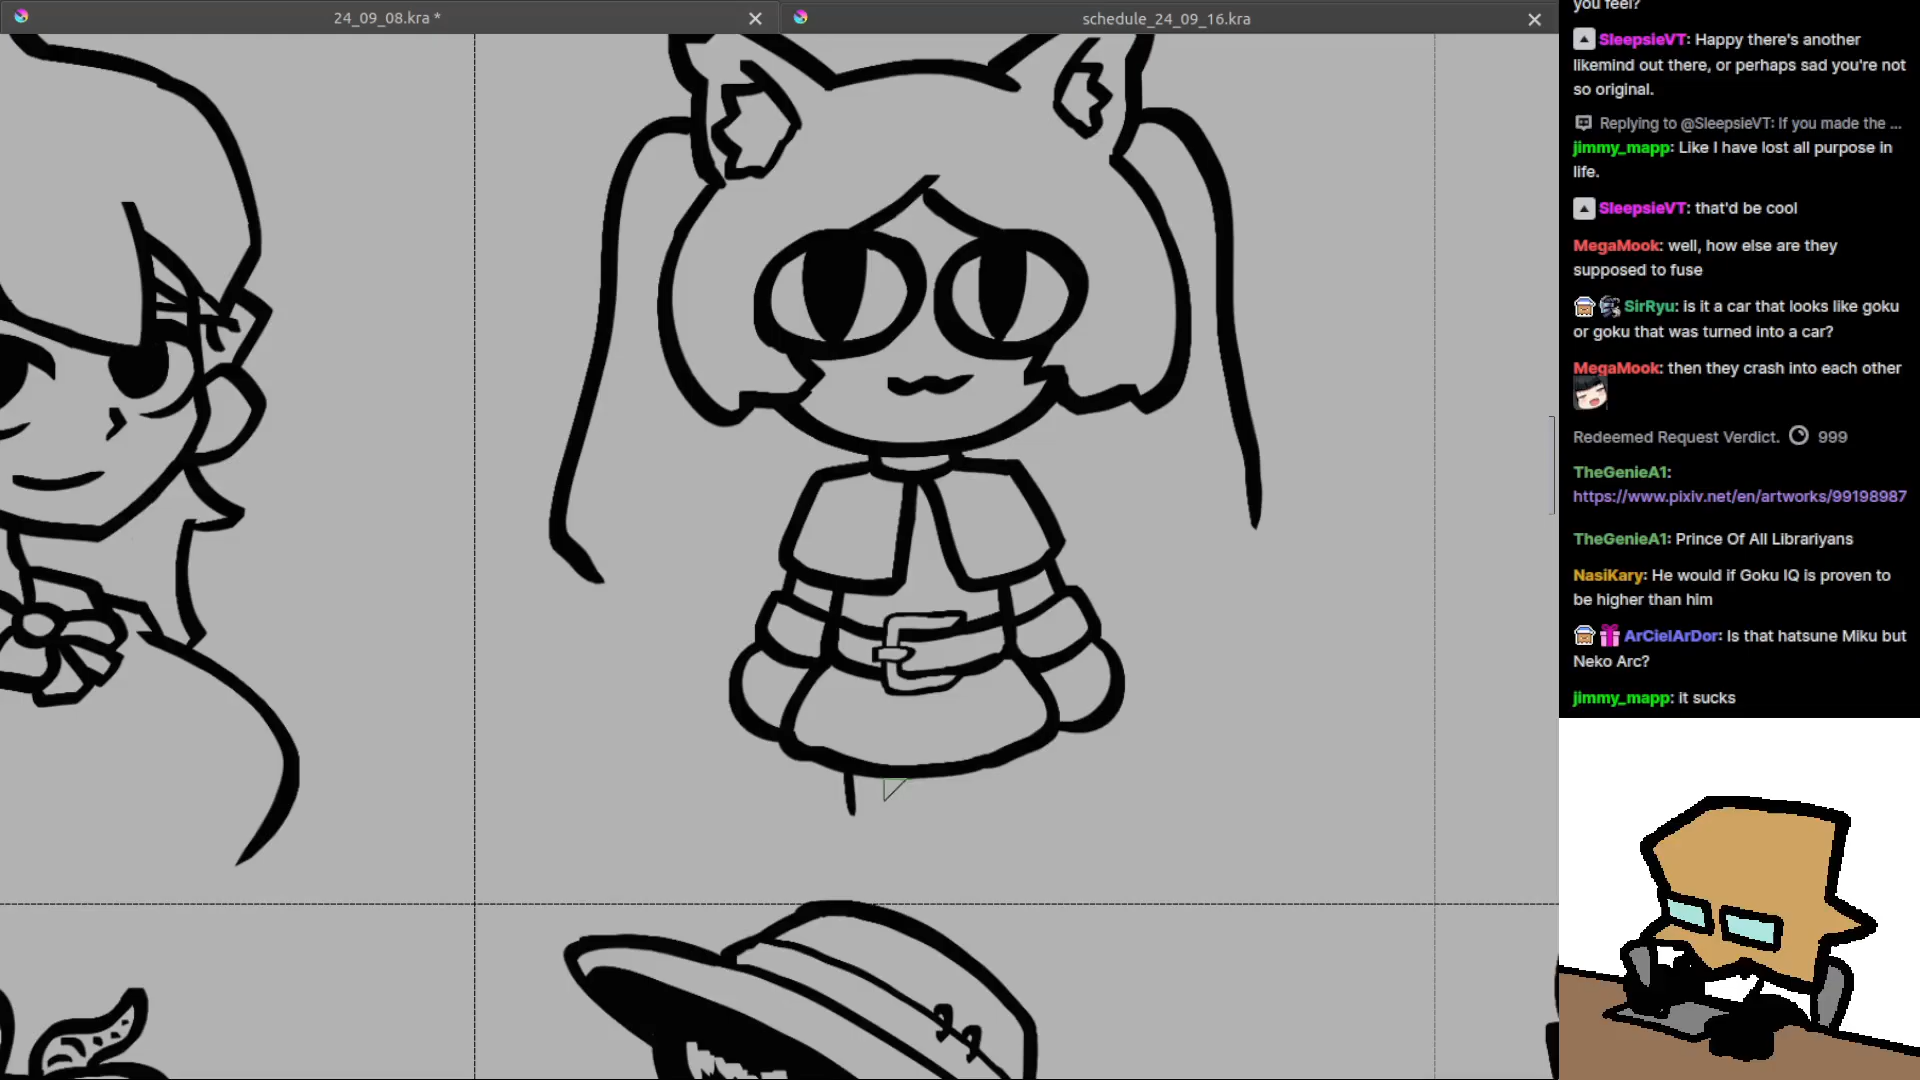 24_09_08.kra *
schedule_24_09_16.kra
you feel?
SleepsieVT: Happy there's another
likemind out there, or perhaps sad you're not
so original.
Replying to @SleepsieVT: If you made the ...
jimmy_mapp: Like I have lost all purpose in
life.
SleepsieVT: that'd be cool
MegaMook: well, how else are they
supposed to fuse
SirRyu: is it a car that looks like goku
or goku that was turned into a car?
MegaMook: then they crash into each other
Redeemed Request Verdict. 999
TheGenieA1:
https://www.pixiv.net/en/artworks/99198987
TheGenieA1: Prince Of All Librariyans
NasiKary: He would if Goku IQ is proven to
be higher than him
ArCielArDor: Is that hatsune Miku but
Neko Arc?
jimmy_mapp: it sucks